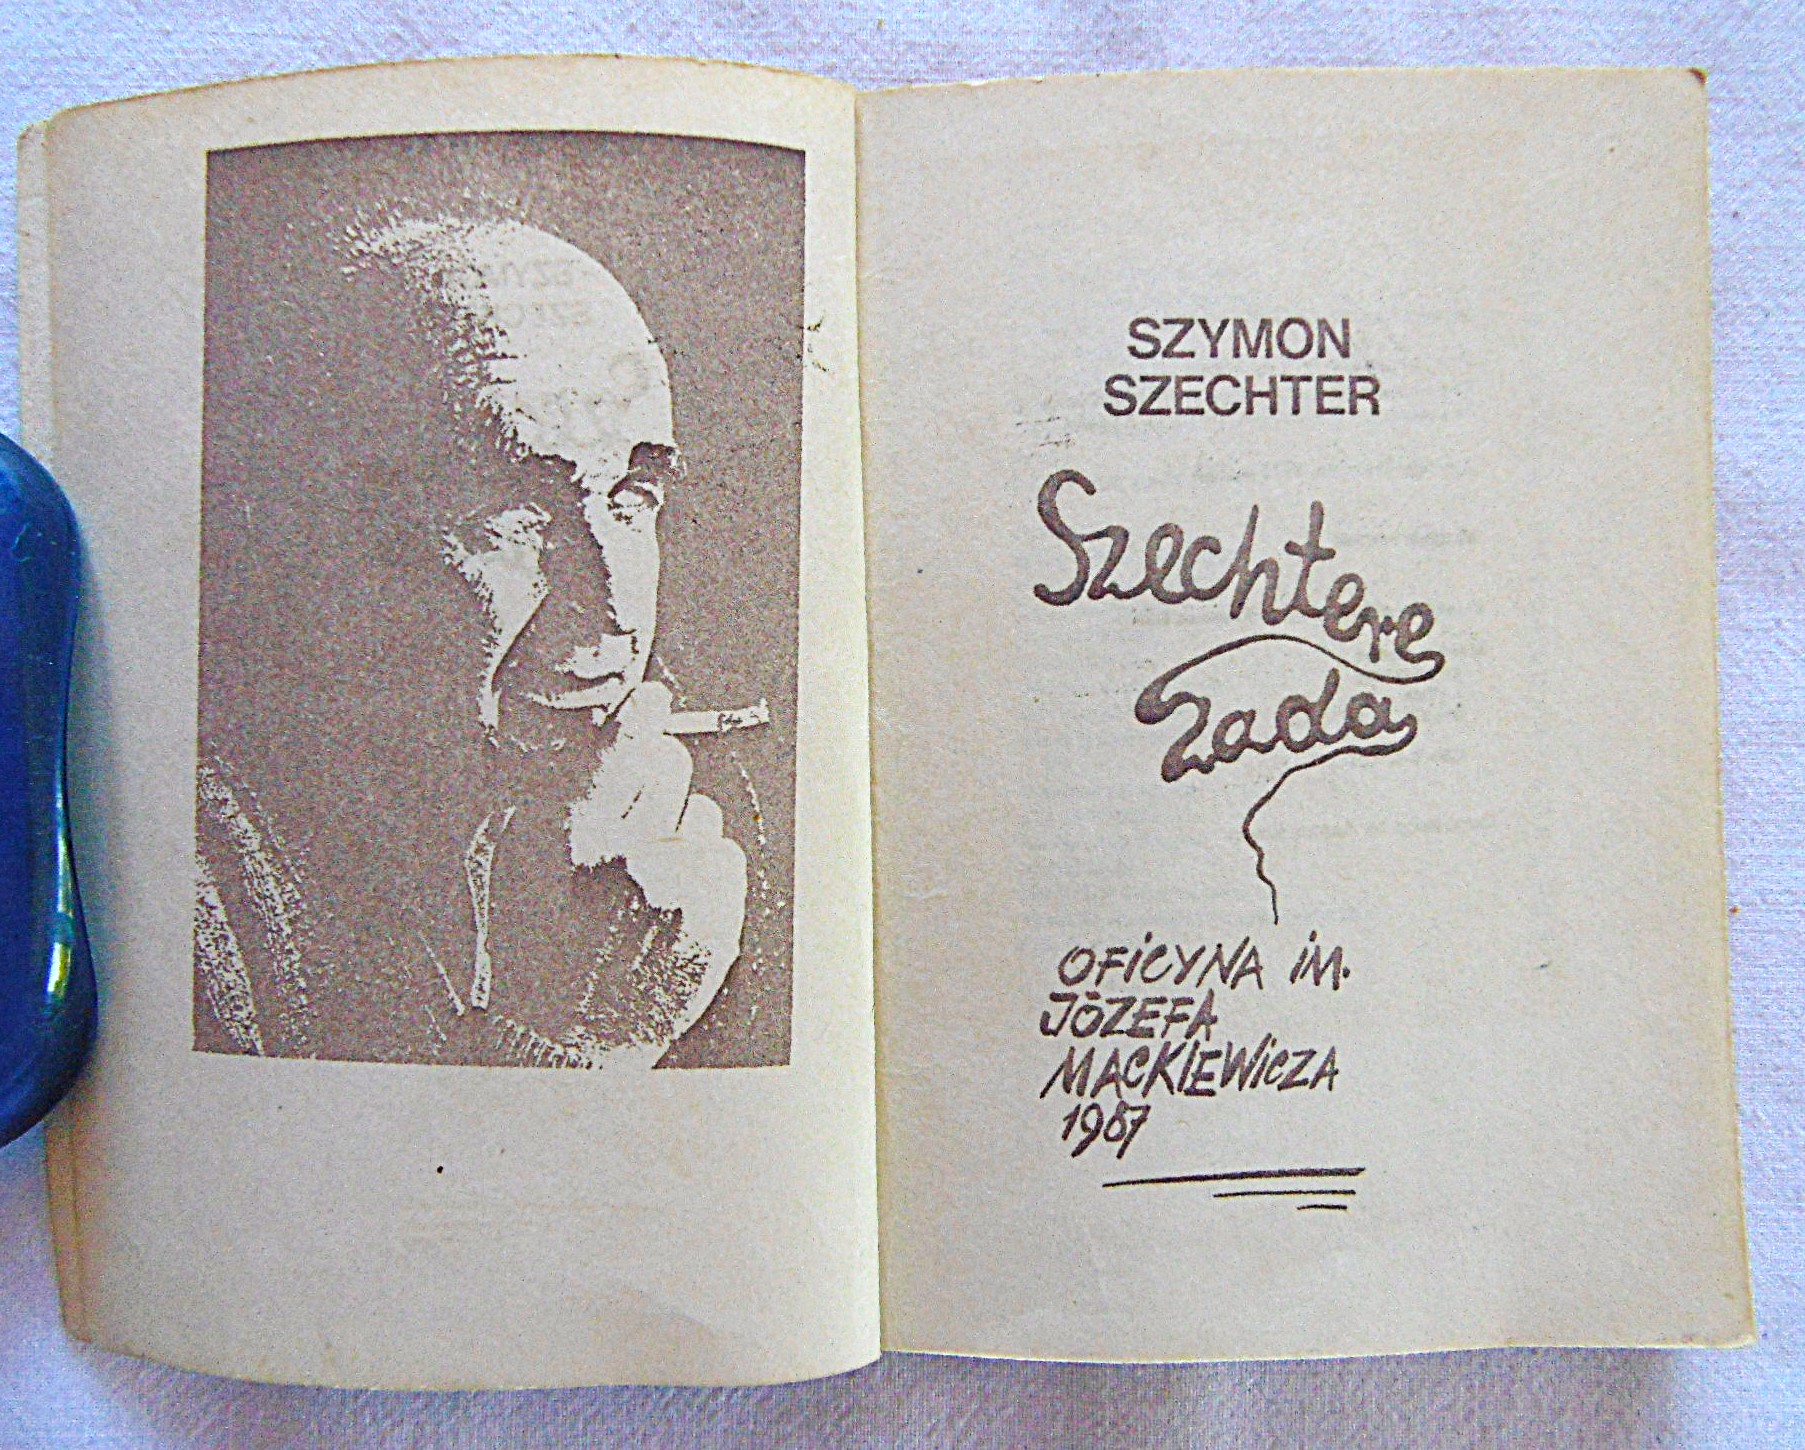 SZYMON
SZECHTER
Szechtere
zada
OFICYNA IM.
JÓZEFA
MACKIEWICZA
1987